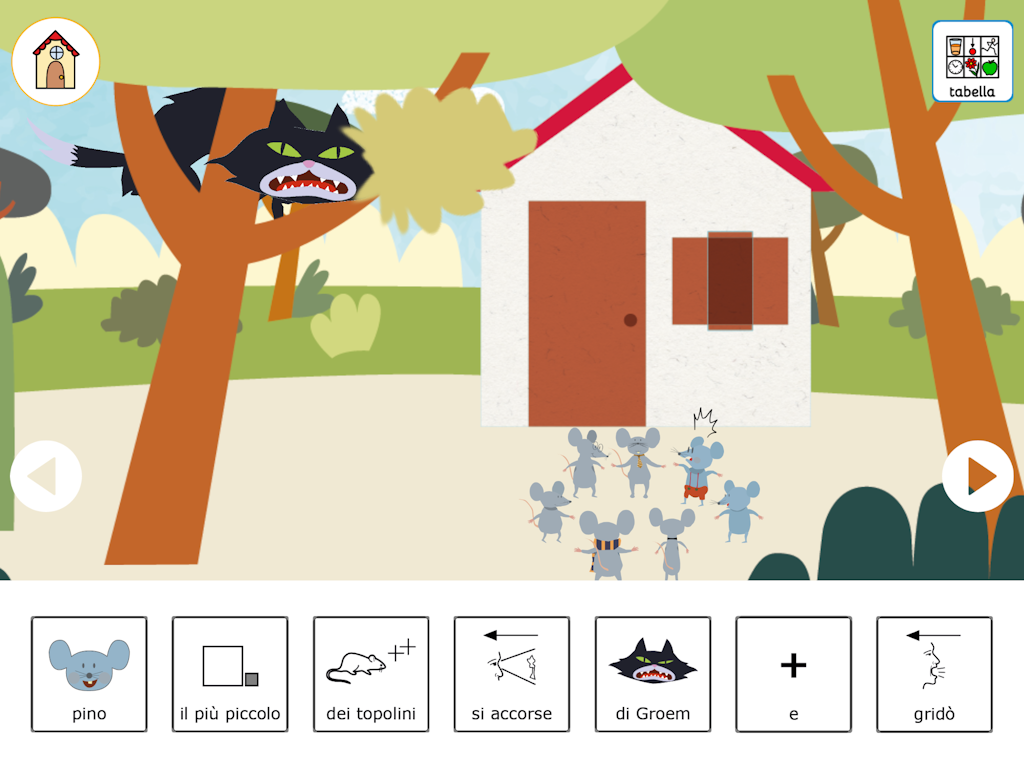 tabella
pino
il più piccolo
dei topolini
si accorse
di Groem
e
gridò